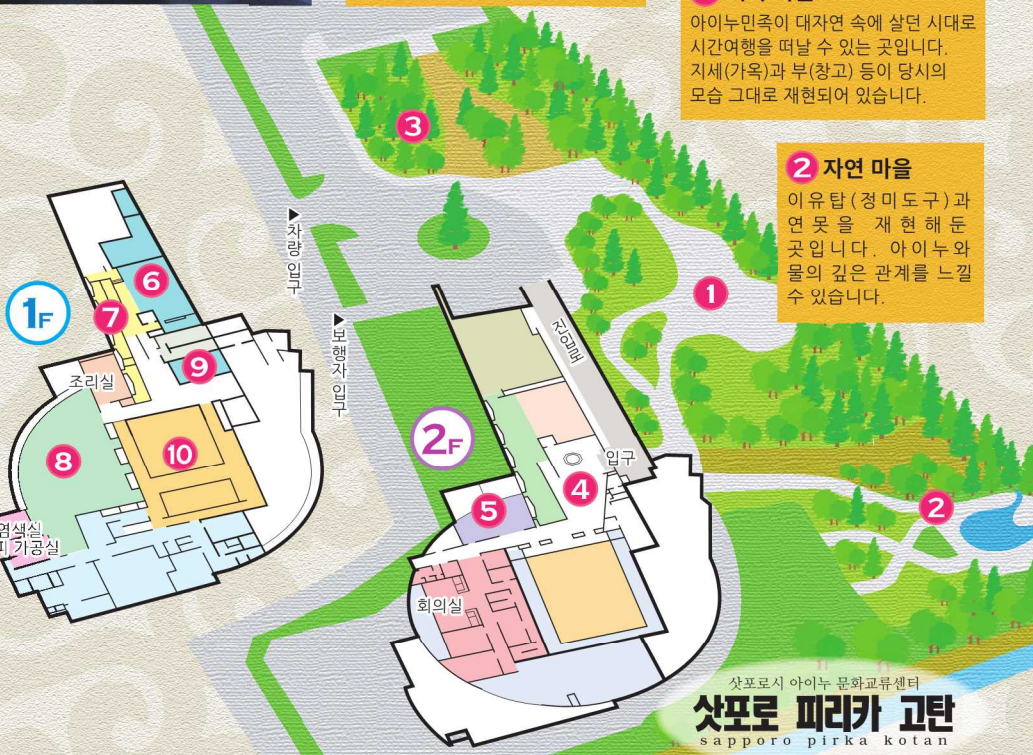 아이누민족이 대자연 속에 살던 시대로
시간여행을 떠날 수 있는 곳입니다.
지세(가옥)과 부(창고) 등이 당시의
모습 그대로 재현되어 있습니다.
2 자연 마을
이유탑(정미도구)과
연못을 재현해 둔
곳입니다. 아이누와
물의 깊은 관계를 느낄
수 있습니다.
3
▶차량 입구
1
6
1F
7
▶보행자 입구
진입로
9
조리실
2F
8
10
입구
4
5
2
염색실
가공실
회의실
삿포로시 아이누 문화교류센터
삿포로 피리카 고탄
sapporo pirka kotan